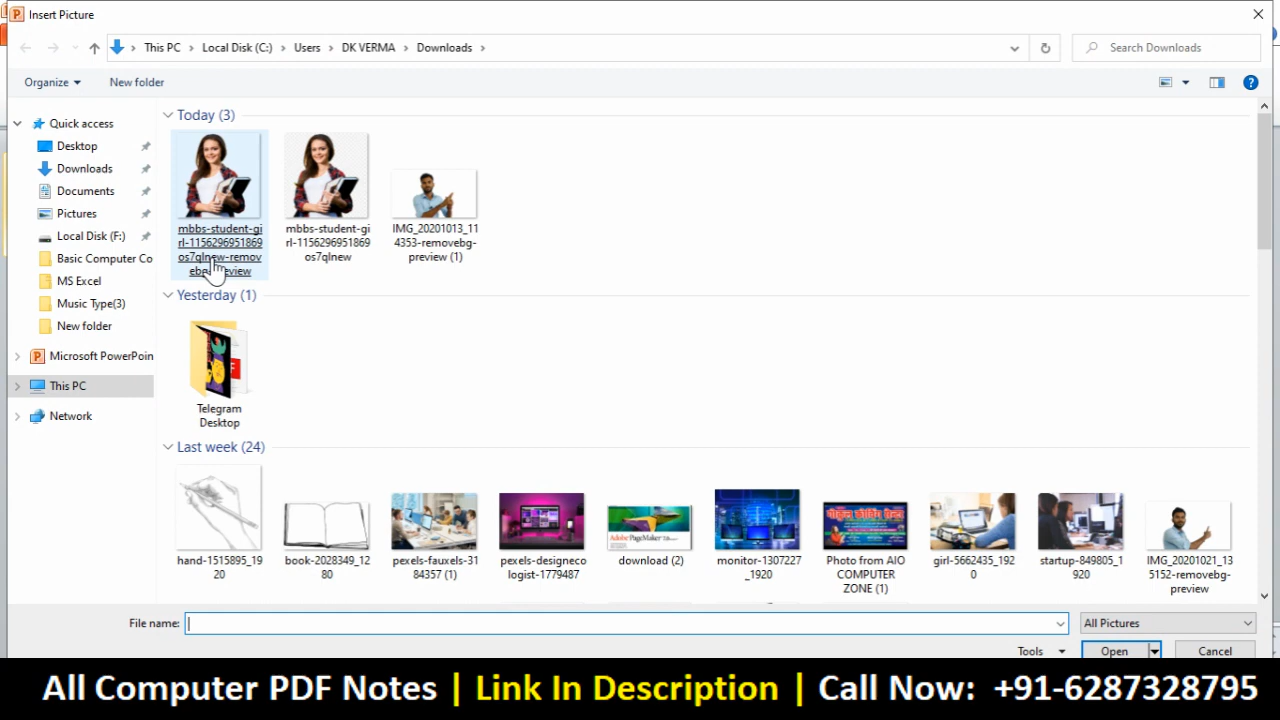 Insert Picture
This PC > Local Disk (C:) > Users > DK VERMA > Downloads >
Search Downloads
Organize
New folder
Quick access
Desktop
Downloads
Documents
Pictures
Local Disk (F:)
Basic Computer Co
MS Excel
Music Type(3)
New folder
Microsoft PowerPoin
This PC
Network
Today (3)
mbbs-student-gi
rl-1156296951869
os7qlnew-remov
mbbs-student-gi
rl-1156296951869
os7qlnew
IMG_20201013_11
4353-removebg-
preview (1)
Yesterday (1)
Telegram
Desktop
Last week (24)
hand-1515895_19
20
book-2028349_12
80
pexels-fauxels-31
84357 (1)
pexels-designeco
logist-1779487
Adobe PageMaker 7.0
download (2)
monitor-1307227
_1920
Photo from AIO
COMPUTER
ZONE (1)
girl-5662435_192
0
startup-849805_1
920
IMG_20201021_13
5152-removebg-
preview
File name:
All Pictures
Tools
Open
Cancel
All Computer PDF Notes | Link In Description | Call Now: +91-6287328795